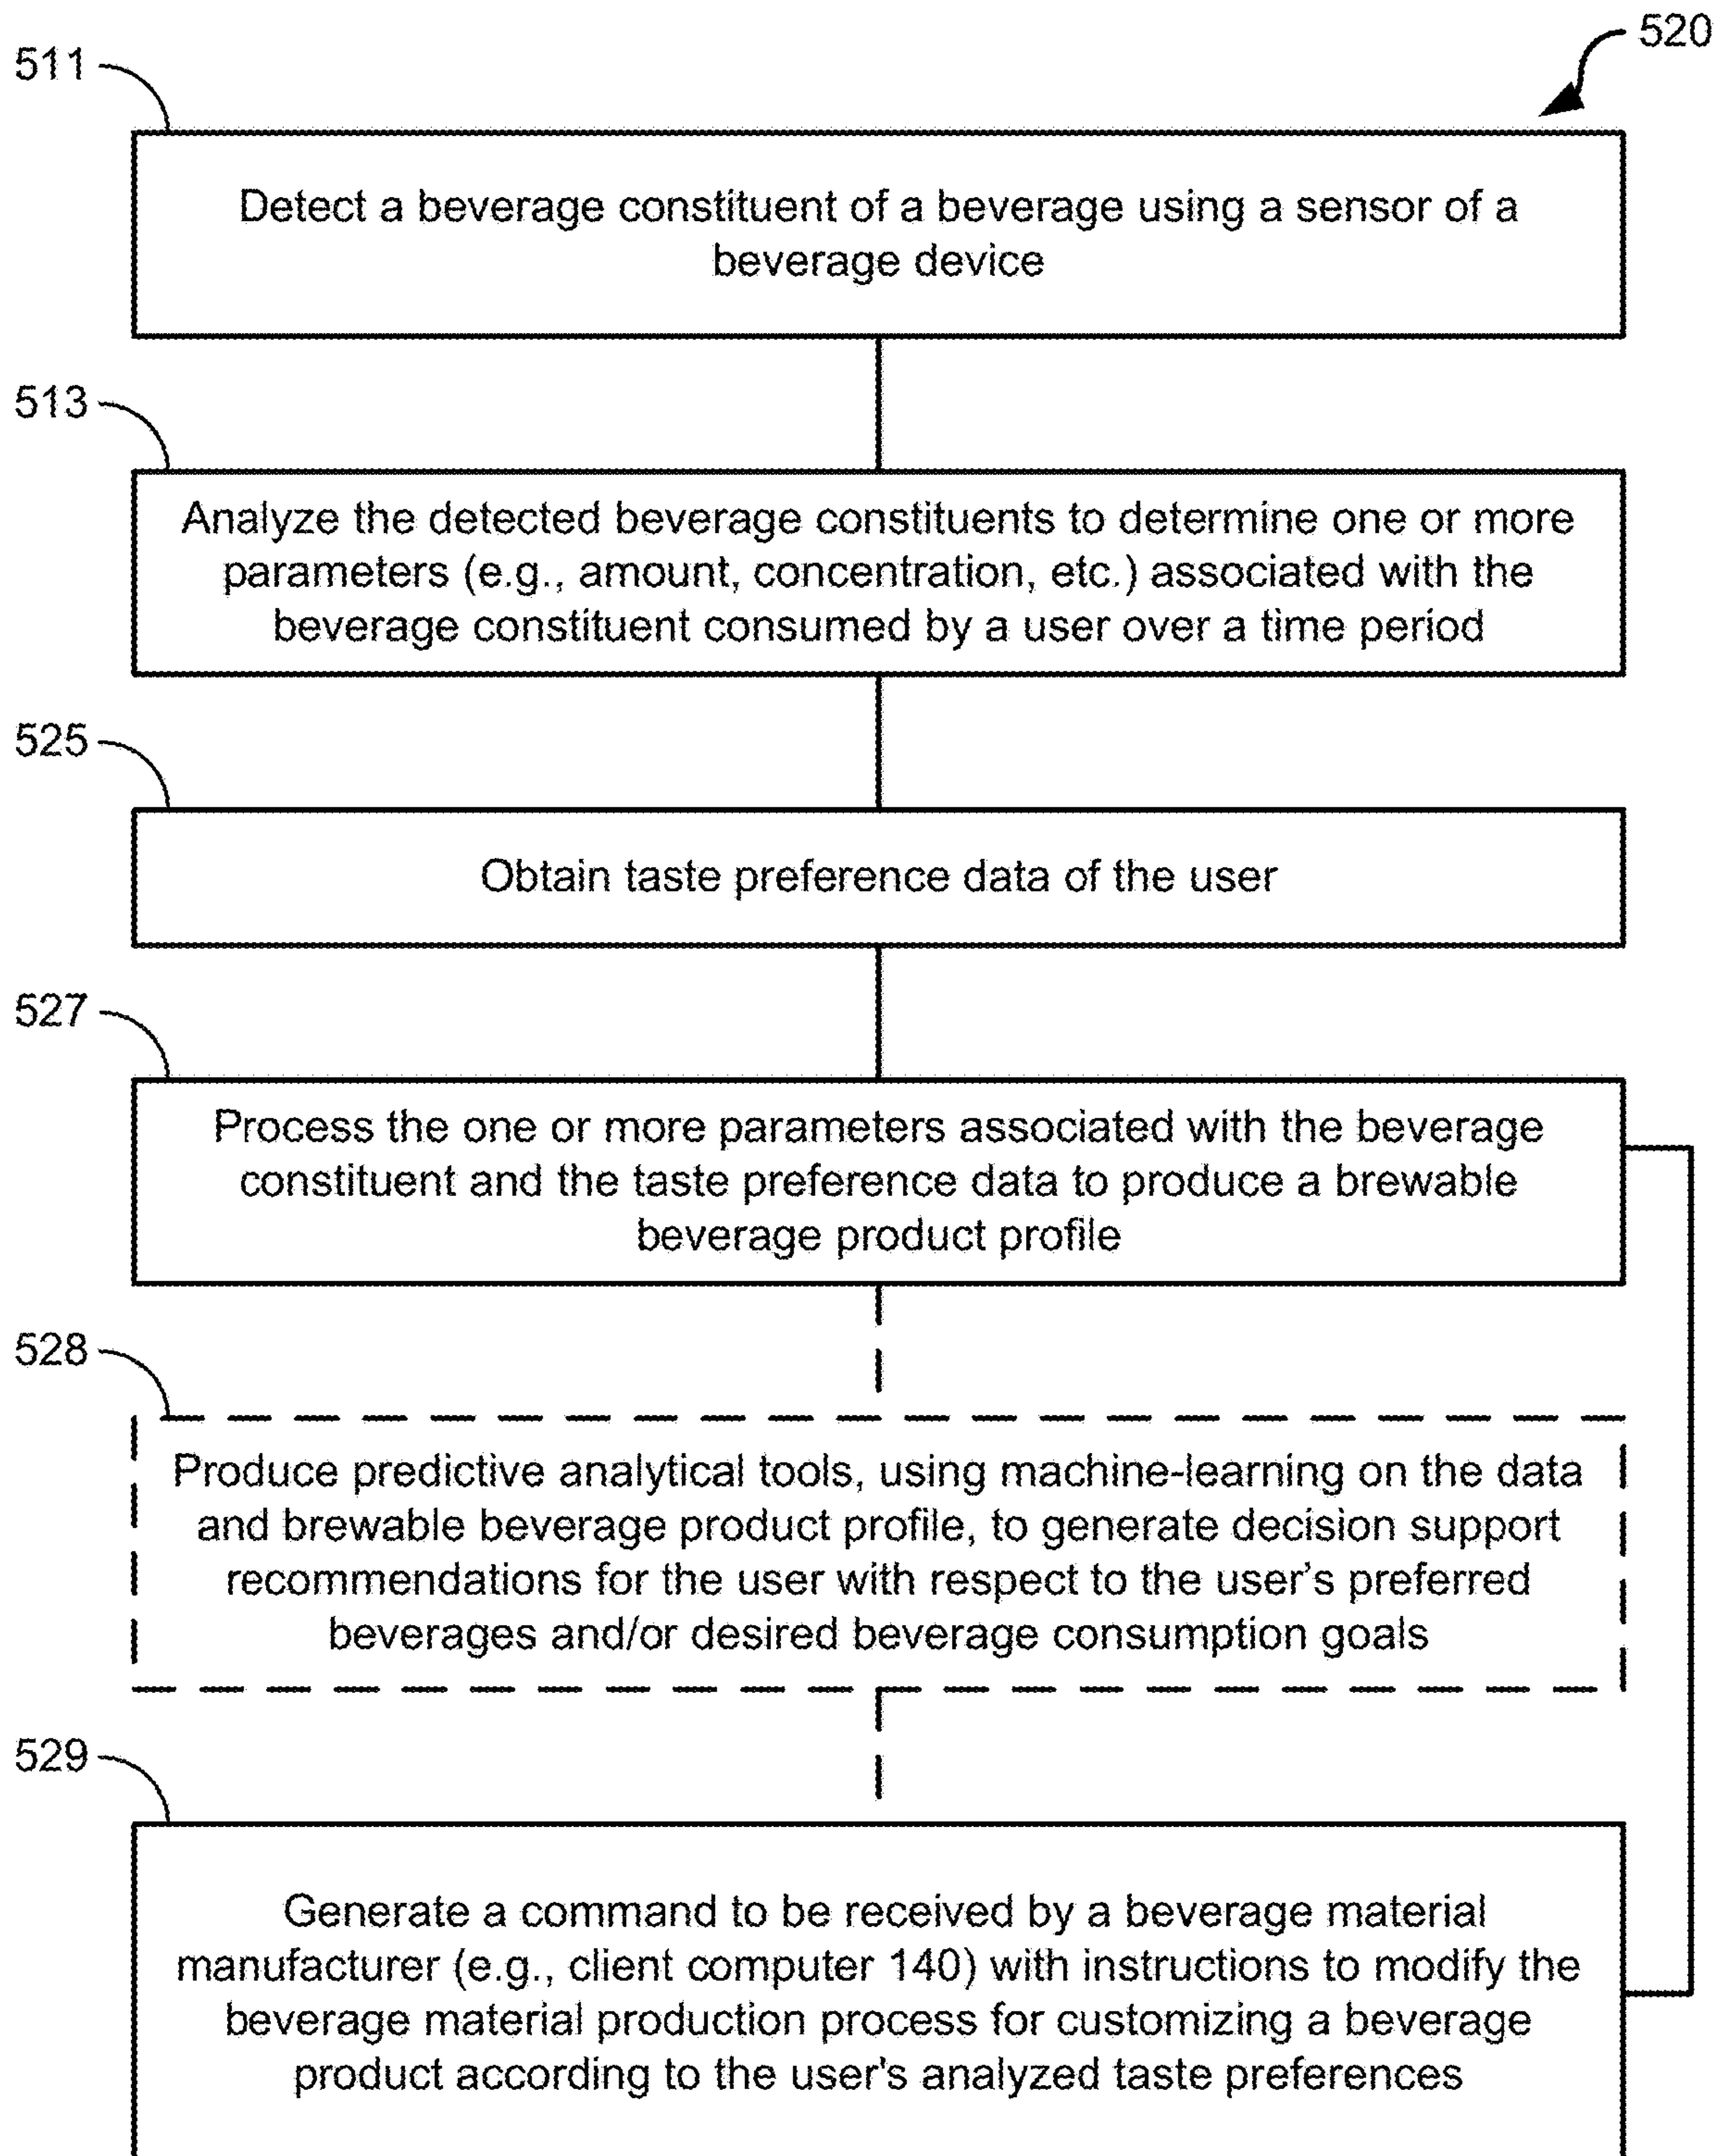 520
511
Detect a beverage constituent of a beverage using a sensor of a
beverage device
513
Analyze the detected beverage constituents to determine one or more
parameters (e.g., amount, concentration, etc.) associated with the
beverage constituent consumed by a user over a time period
525
Obtain taste preference data of the user
527
Process the one or more parameters associated with the beverage
constituent and the taste preference data to produce a brewable
beverage product profile
528
Produce predictive analytical tools, using machine-learning on the data
and brewable beverage product profile, to generate decision support
recommendations for the user with respect to the user’s preferred
beverages and/or desired beverage consumption goals
529
Generate a command to be received by a beverage material
manufacturer (e.g., client computer 140) with instructions to modify the
beverage material production process for customizing a beverage
product according to the user's analyzed taste preferences